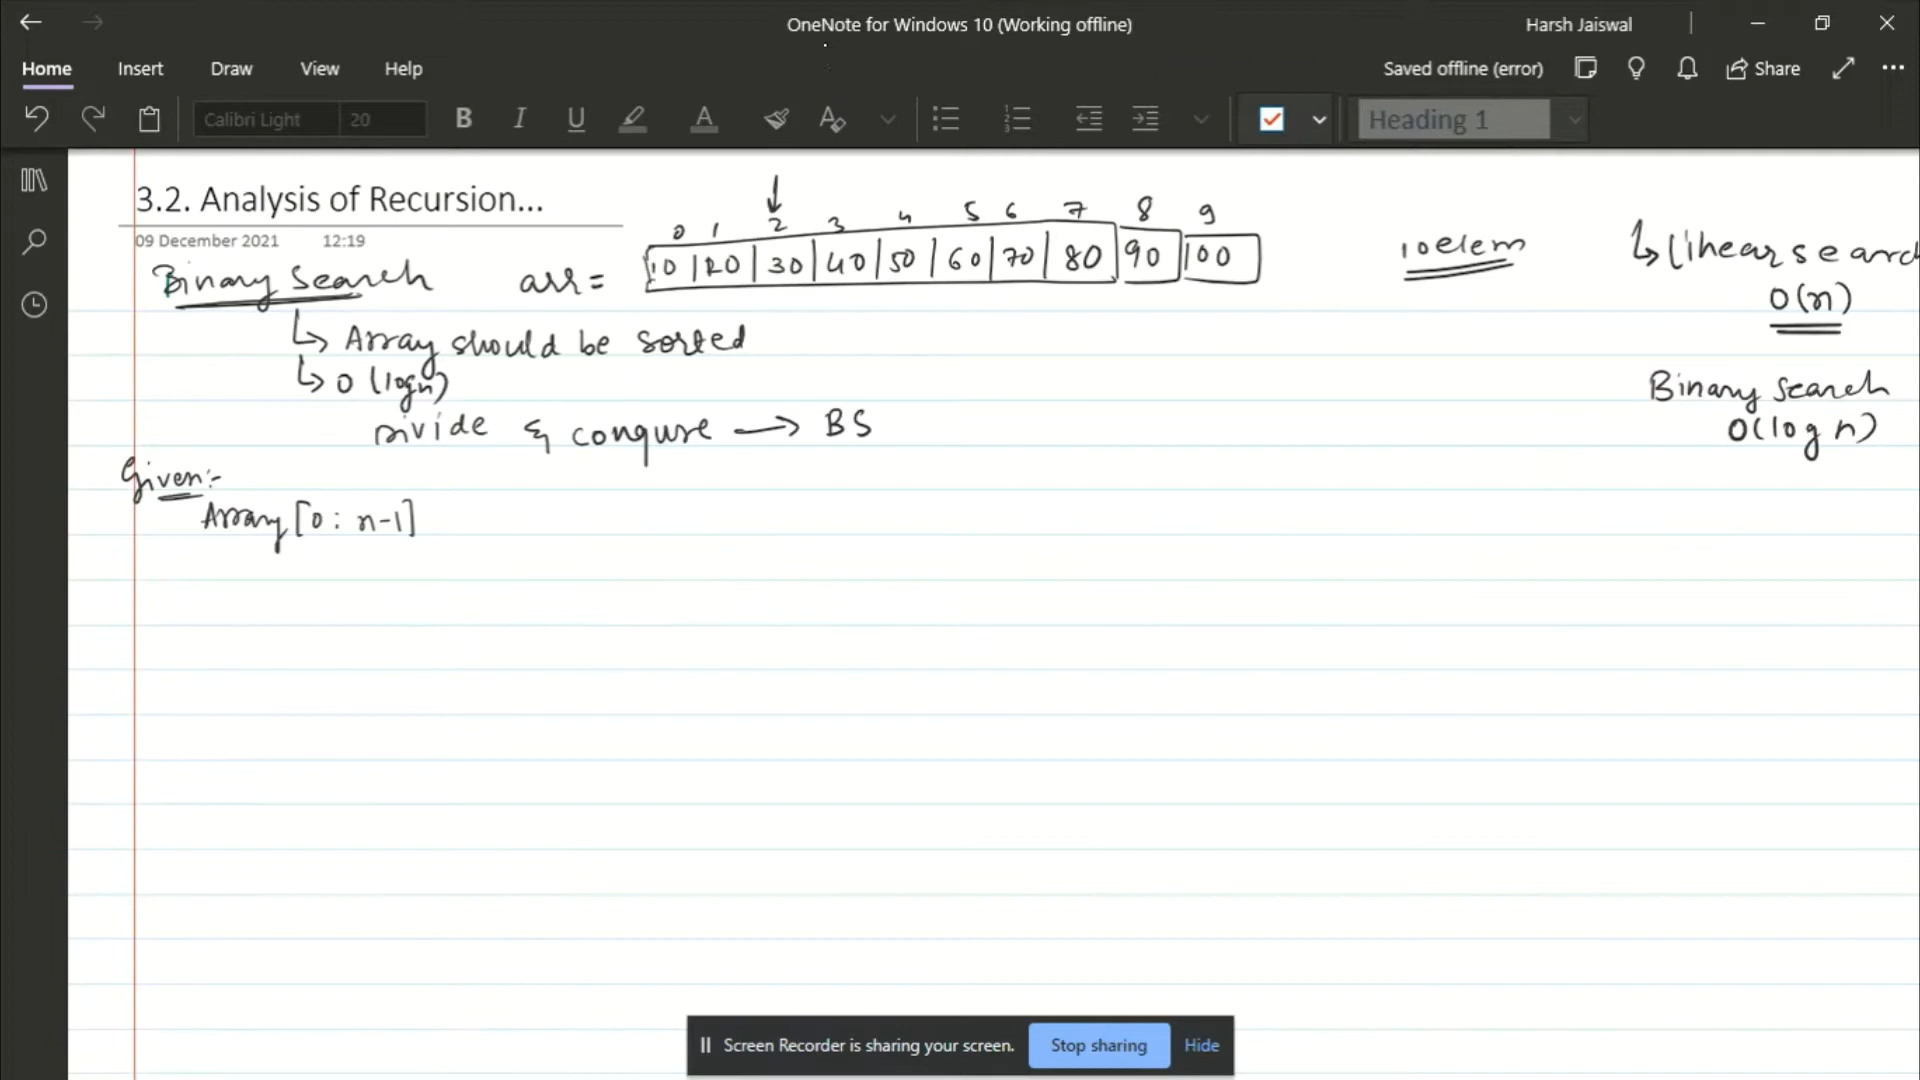 OneNote for Windows 10 (Working offline)
Harsh Jaiswal
Home Insert Draw View Help
Saved offline (error)
Share
Calibri Light 20
B I U A A
Heading 1
3.2. Analysis of Recursion...
09 December 2021 12:19
0 1 2 3 4 5 6 7 8 9
Binary Search arr = 10 20 30 40 50 60 70 80 90 100
10 elem
Linear search
O(n)
Array should be sorted
O(logn)
Divide & conqure → BS
Binary search
O(log n)
Given:-
Array [0 : n-1]
Screen Recorder is sharing your screen. Stop sharing Hide